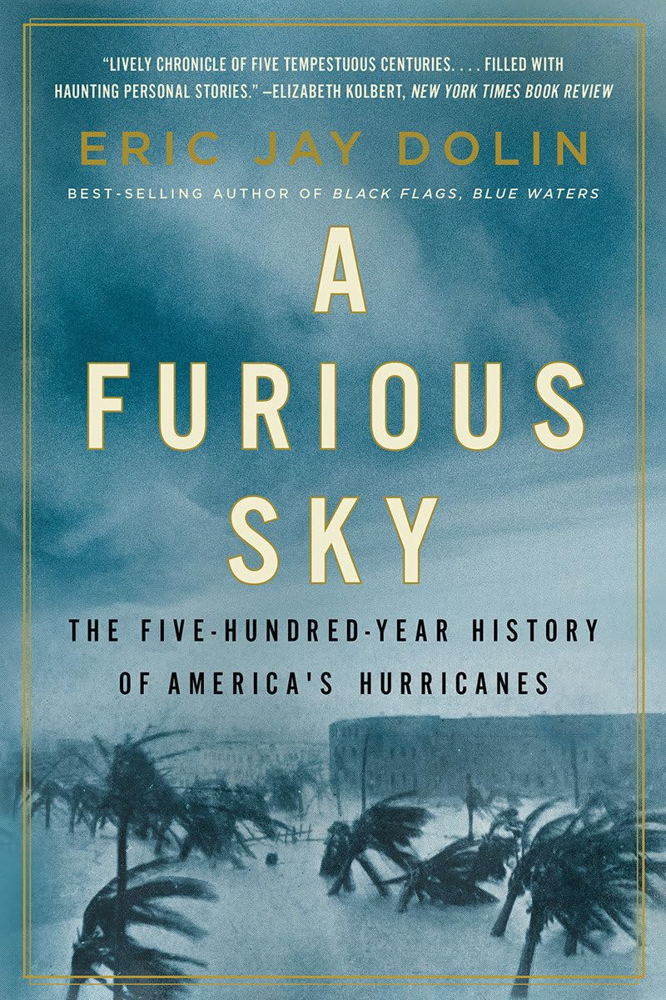 “LIVELY CHRONICLE OF FIVE TEMPESTUOUS CENTURIES. . . . FILLED WITH
HAUNTING PERSONAL STORIES.” –ELIZABETH KOLBERT, NEW YORK TIMES BOOK REVIEW
ERIC JAY DOLIN
BEST-SELLING AUTHOR OF BLACK FLAGS, BLUE WATERS
A
FURIOUS
SKY
THE FIVE-HUNDRED-YEAR HISTORY
OF AMERICA'S HURRICANES